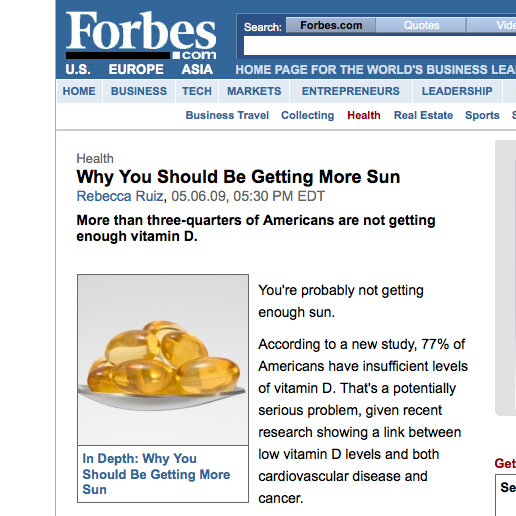 Forbes
.com
Search: Forbes.com Quotes
U.S. EUROPE ASIA HOME PAGE FOR THE WORLD'S BUSINESS
HOME BUSINESS TECH MARKETS ENTREPRENEURS LEADERSHIP
Business Travel Collecting Health Real Estate Sports
Health
Why You Should Be Getting More Sun
Rebecca Ruiz, 05.06.09, 05:30 PM EDT
More than three-quarters of Americans are not getting
enough vitamin D.
You're probably not getting
enough sun.
According to a new study, 77% of
Americans have insufficient levels
of vitamin D. That's a potentially
serious problem, given recent
research showing a link between
low vitamin D levels and both
cardiovascular disease and
cancer.
In Depth: Why You
Should Be Getting More
Sun
Get
Se